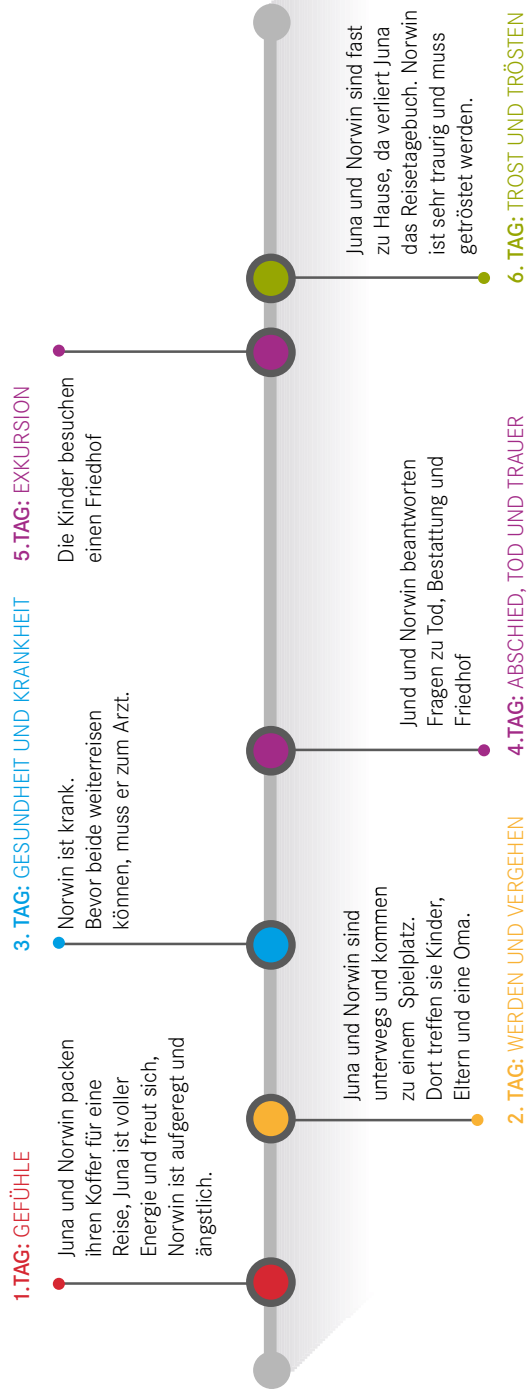 1.TAG: GEFÜHLE
Juna und Norwin packen
ihren Koffer für eine
Reise, Juna ist voller
Energie und freut sich,
Norwin ist aufgeregt und
ängstlich.
2. TAG: WERDEN UND VERGEHEN
Juna und Norwin sind
unterwegs und kommen
zu einem Spielplatz.
Dort treffen sie Kinder,
Eltern und eine Oma.
3. TAG: GESUNDHEIT UND KRANKHEIT
Norwin ist krank.
Bevor beide weiterreisen
können, muss er zum Arzt.
4.TAG: ABSCHIED, TOD UND TRAUER
Jund und Norwin beantworten
Fragen zu Tod, Bestattung und
Friedhof
5.TAG: EXKURSION
Die Kinder besuchen
einen Friedhof
6. TAG: TROST UND TRÖSTEN
Juna und Norwin sind fast
zu Hause, da verliert Juna
das Reisetagebuch. Norwin
ist sehr traurig und muss
getröstet werden.